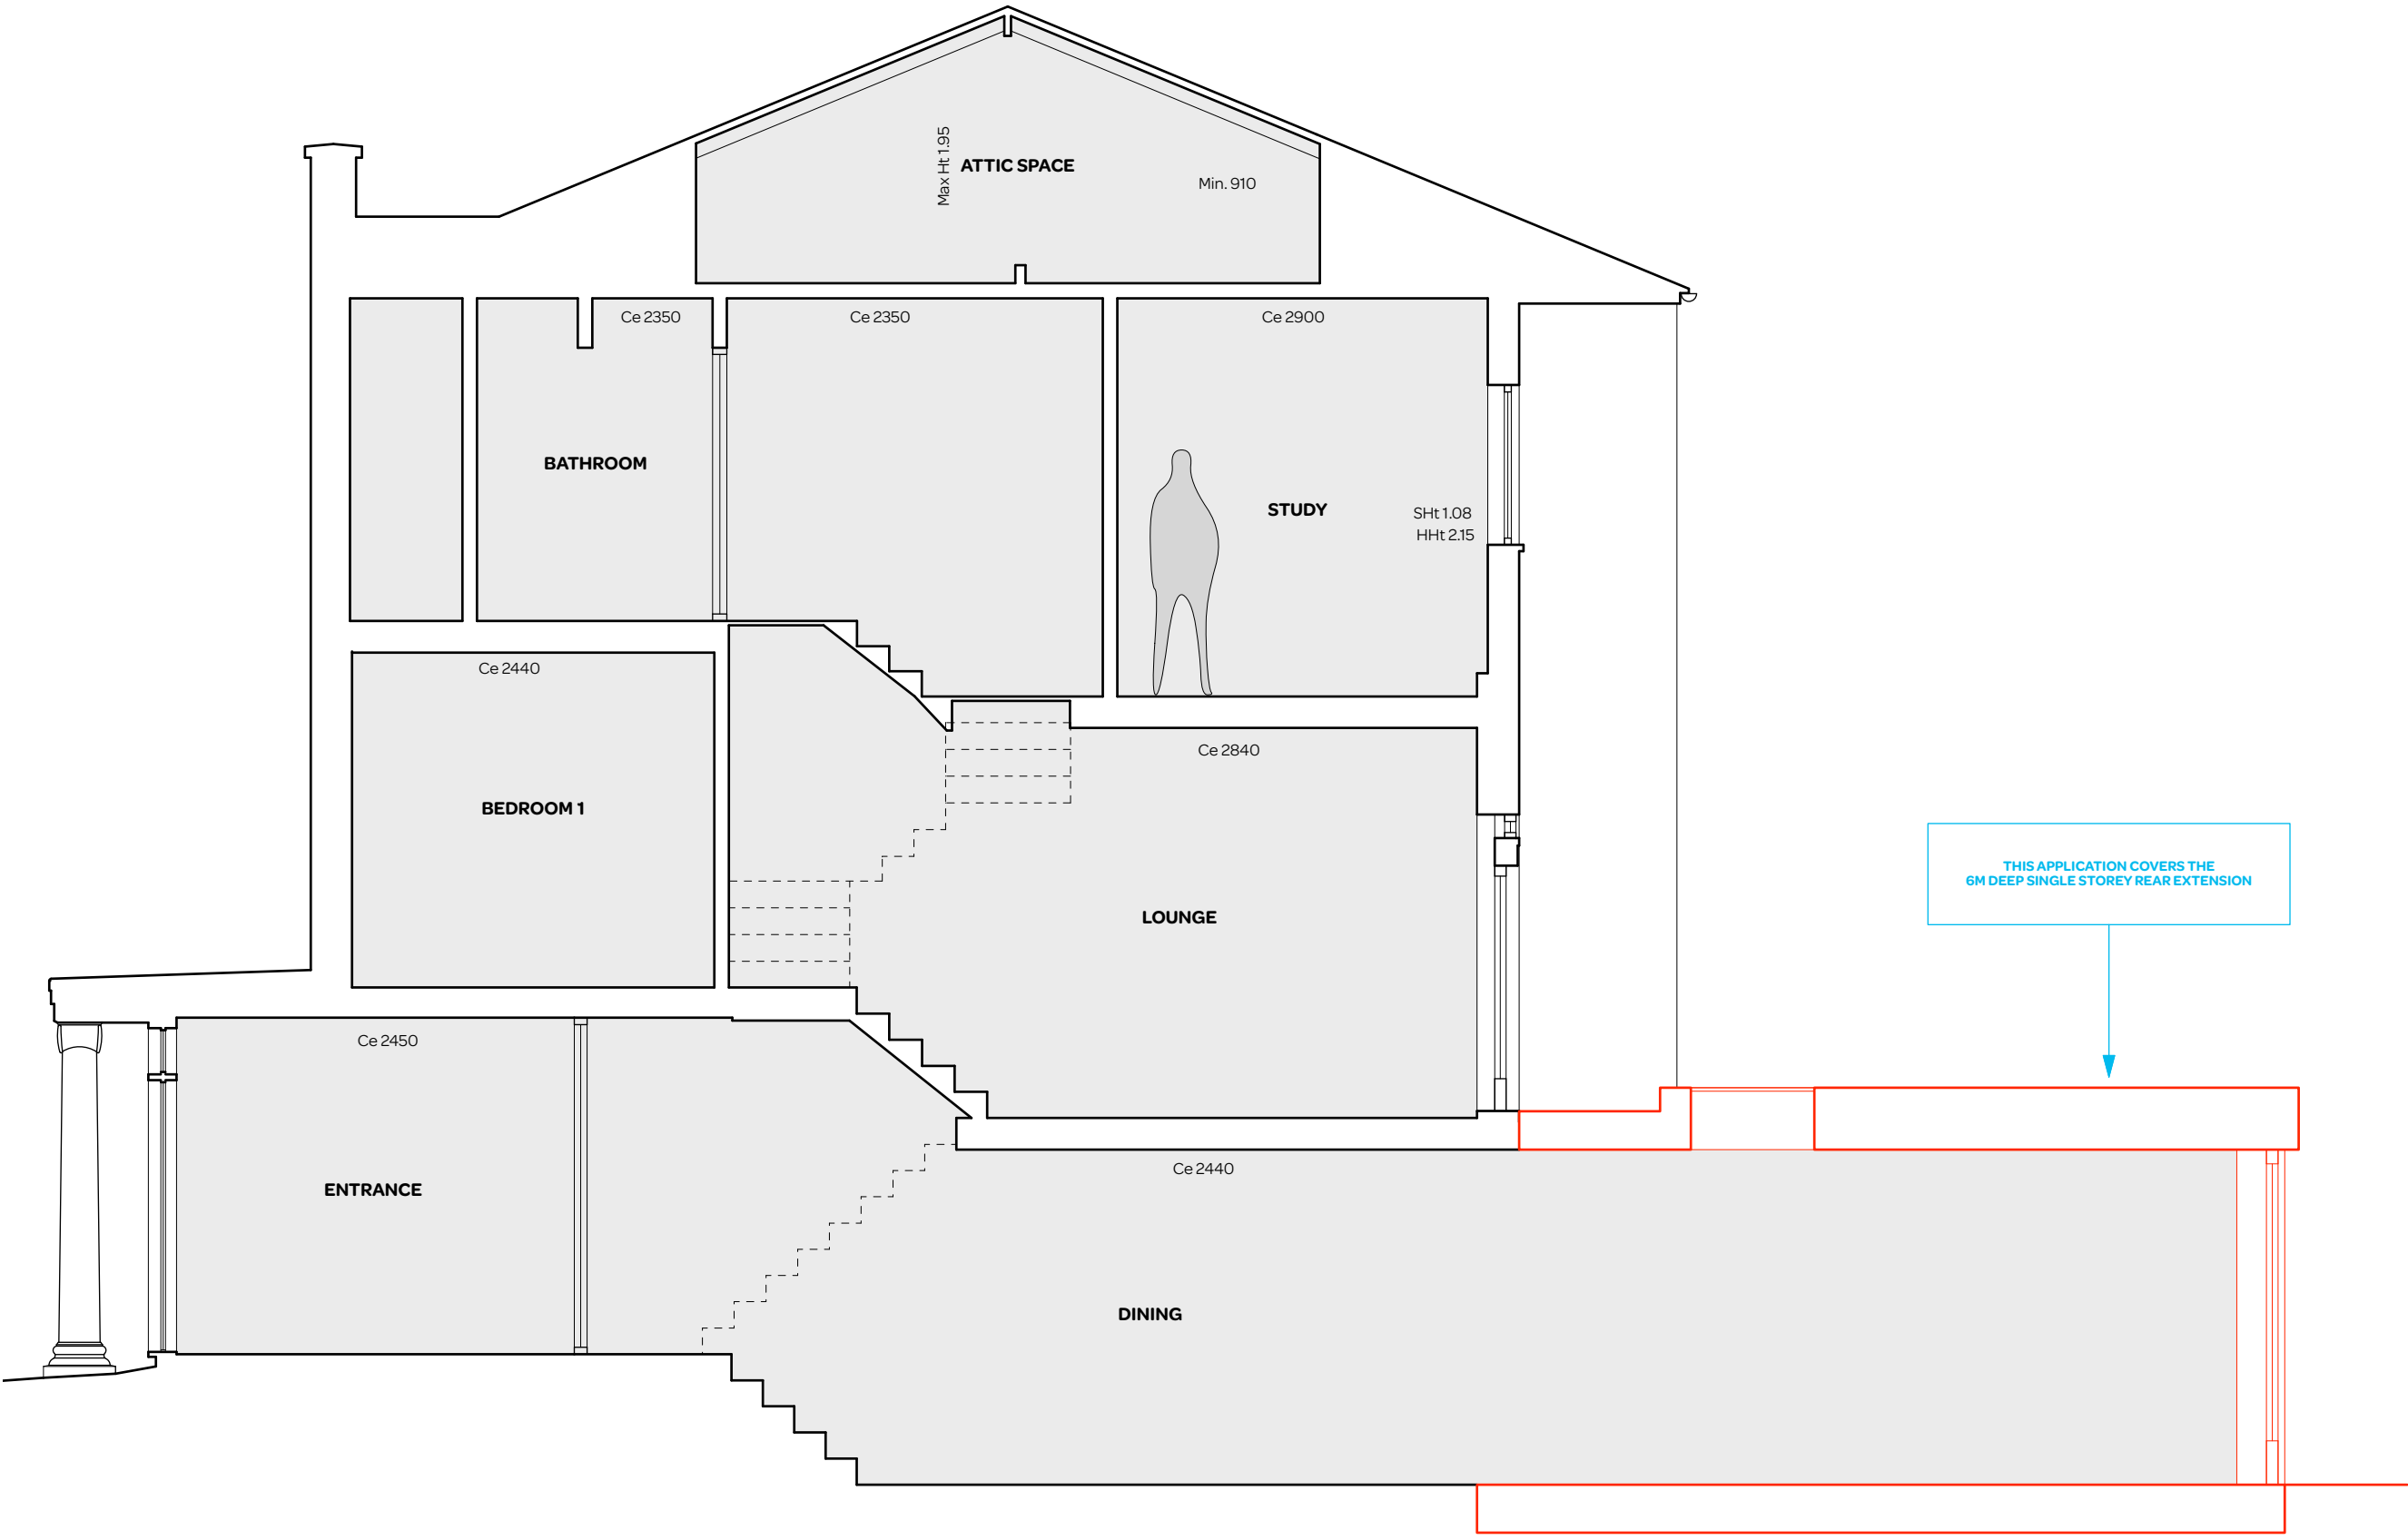 Max Ht 1.95
ATTIC SPACE
Min. 910
Ce 2350
Ce 2350
Ce 2900
BATHROOM
STUDY
SHt 1.08
HHt 2.15
Ce 2440
Ce 2840
BEDROOM 1
LOUNGE
THIS APPLICATION COVERS THE
6M DEEP SINGLE STOREY REAR EXTENSION
Ce 2450
Ce 2440
ENTRANCE
DINING